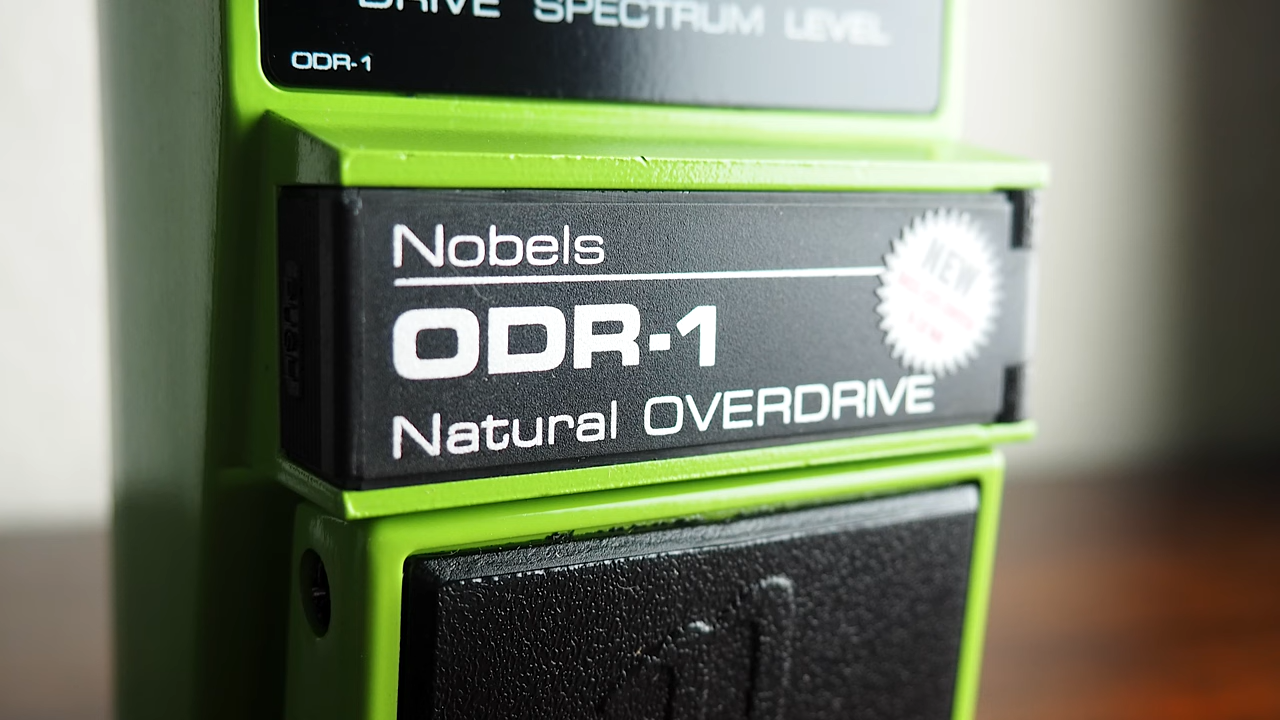 DRIVE SPECTRUM LEVEL
ODR-1
Nobels
ODR-1
Natural OVERDRIVE
NEW